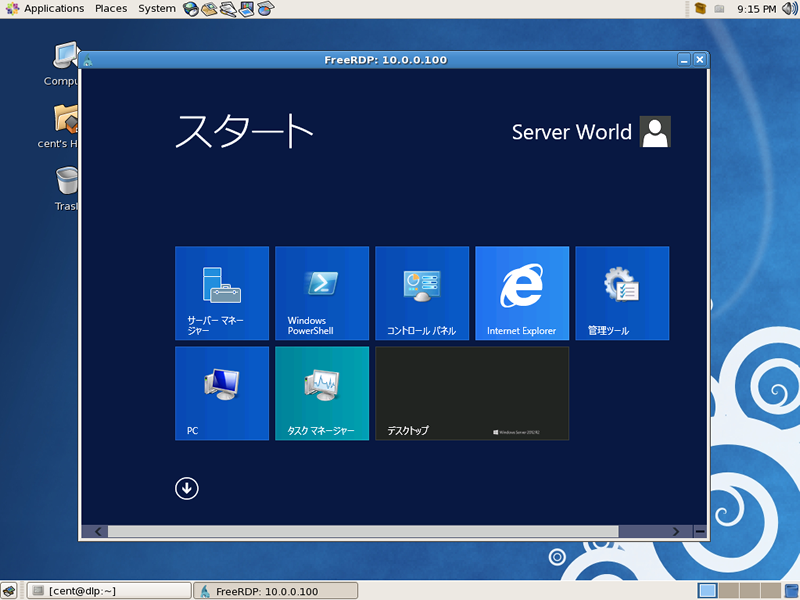 Applications Places System
9:15 PM
Compu
cent's H
Tras
FreeRDP: 10.0.0.100
スタート
Server World
サーバー マネー
ジャー
Windows
PowerShell
コントロール パネル
Internet Explorer
管理ツール
PC
タスク マネージャー
デスクトップ
Windows Server 2012 R2
[cent@dlp:~]
FreeRDP: 10.0.0.100